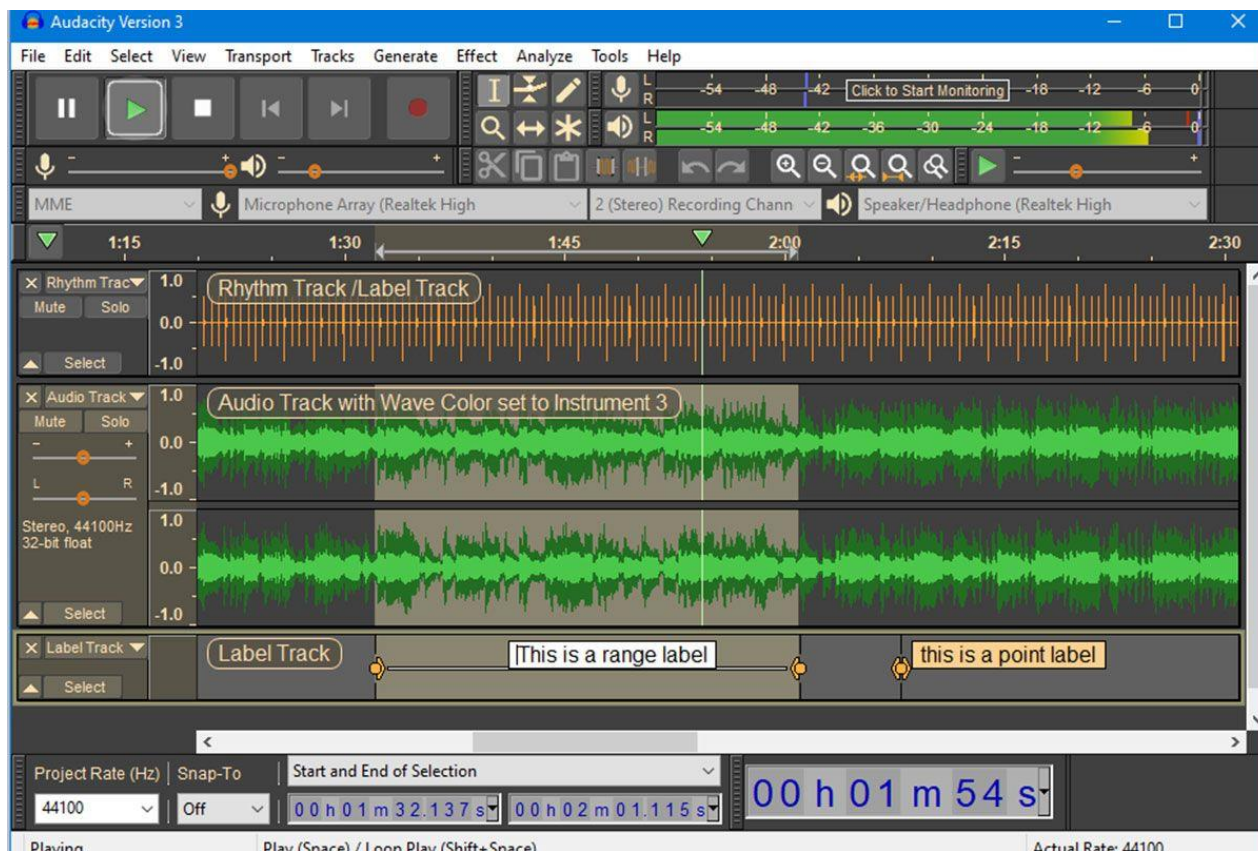 Audacity Version 3
File Edit Select View Transport Tracks Generate Effect Analyze Tools Help
L
R
-54 -48 -42 Click to Start Monitoring -18 -12 -6 0
L
R
-54 -48 -42 -36 -30 -24 -18 -12 -6 0
- + - + - +
MME Microphone Array (Realtek High 2 (Stereo) Recording Chann Speaker/Headphone (Realtek High
1:15 1:30 1:45 2:00 2:15 2:30
Rhythm Trac 1.0 Rhythm Track /Label Track
Mute Solo
0.0
Select -1.0
Audio Track 1.0 Audio Track with Wave Color set to Instrument 3
Mute Solo
- + 0.0
L R -1.0
Stereo, 44100Hz 1.0
32-bit float
0.0
Select -1.0
Label Track Label Track This is a range label this is a point label
Select
Project Rate (Hz) Snap-To Start and End of Selection
44100 Off 00 h 01 m 32.137 s 00 h 02 m 01.115 s 00 h 01 m 54 s
Playing Play (Space) / Loop Play (Shift+Space) Actual Rate: 44100